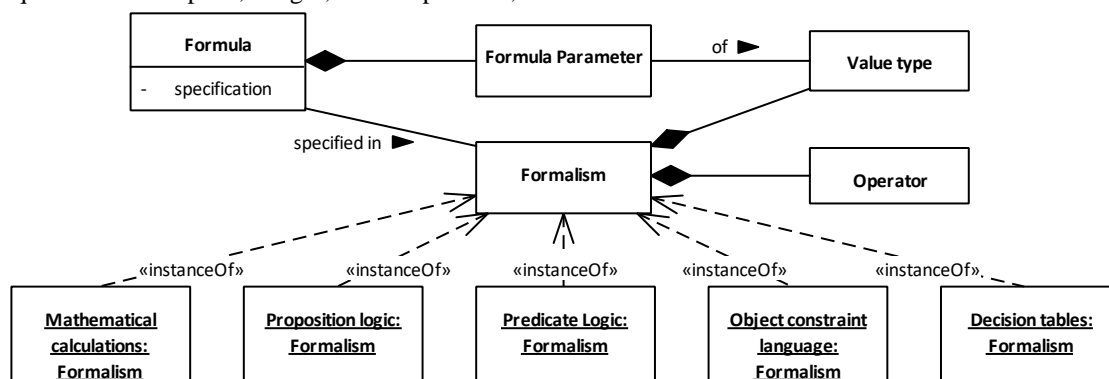 Formula
- specification
Formula Parameter
of ►
Value type
specified in ►
Formalism
Operator
«instanceOf» «instanceOf» «instanceOf» «instanceOf» «instanceOf»
Mathematical
calculations:
Formalism
Proposition logic:
Formalism
Predicate Logic:
Formalism
Object constraint
language:
Formalism
Decision tables:
Formalism